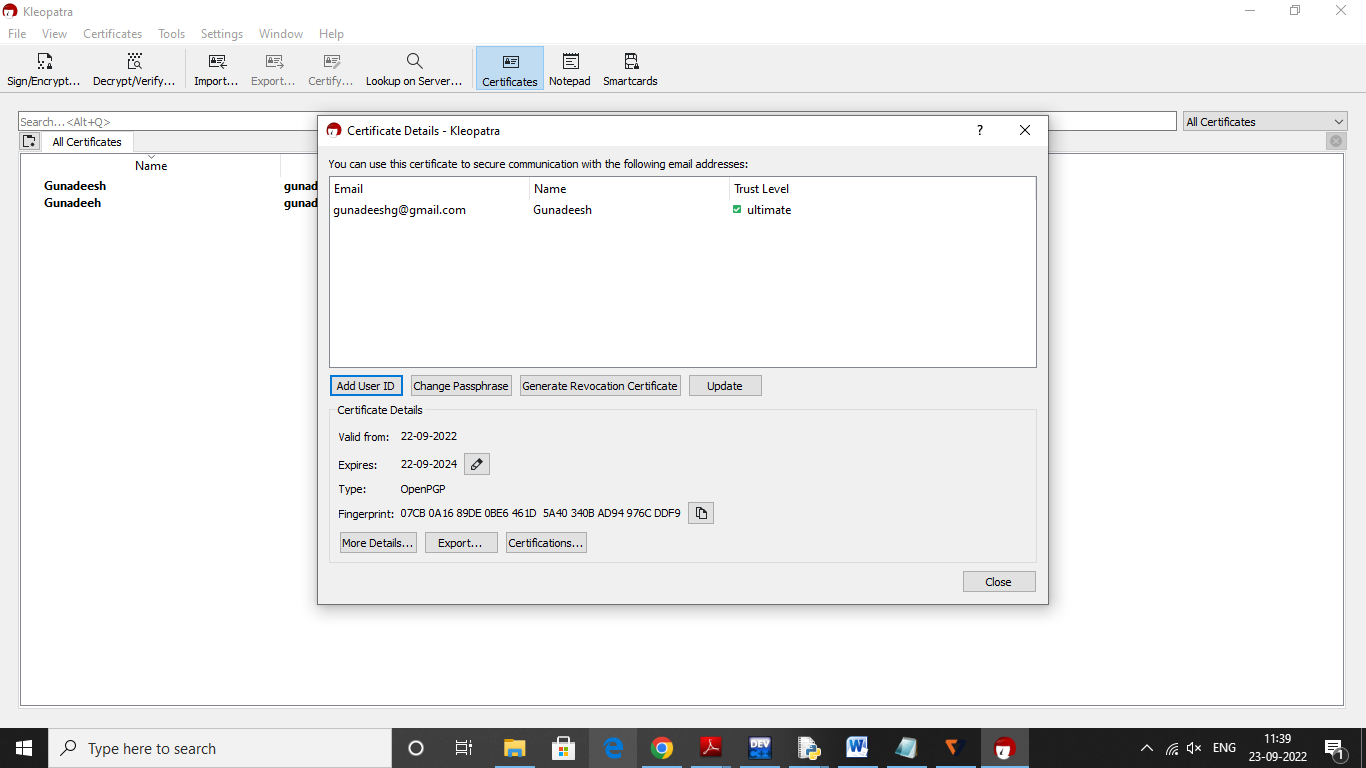 Kleopatra
File View Certificates Tools Settings Window Help
Sign/Encrypt... Decrypt/Verify... Import... Export... Certify... Lookup on Server... Certificates Notepad Smartcards
Search...<Alt+Q> All Certificates
All Certificates
Name
Gunadeesh gunad
Gunadeeh gunad
Certificate Details - Kleopatra ?
You can use this certificate to secure communication with the following email addresses:
Email Name Trust Level
gunadeeshg@gmail.com Gunadeesh ultimate
Add User ID Change Passphrase Generate Revocation Certificate Update
Certificate Details
Valid from: 22-09-2022
Expires: 22-09-2024
Type: OpenPGP
Fingerprint: 07CB 0A16 89DE 0BE6 461D 5A40 340B AD94 976C DDF9
More Details... Export... Certifications...
Close
Type here to search DEV W ENG 11:39
23-09-2022 1